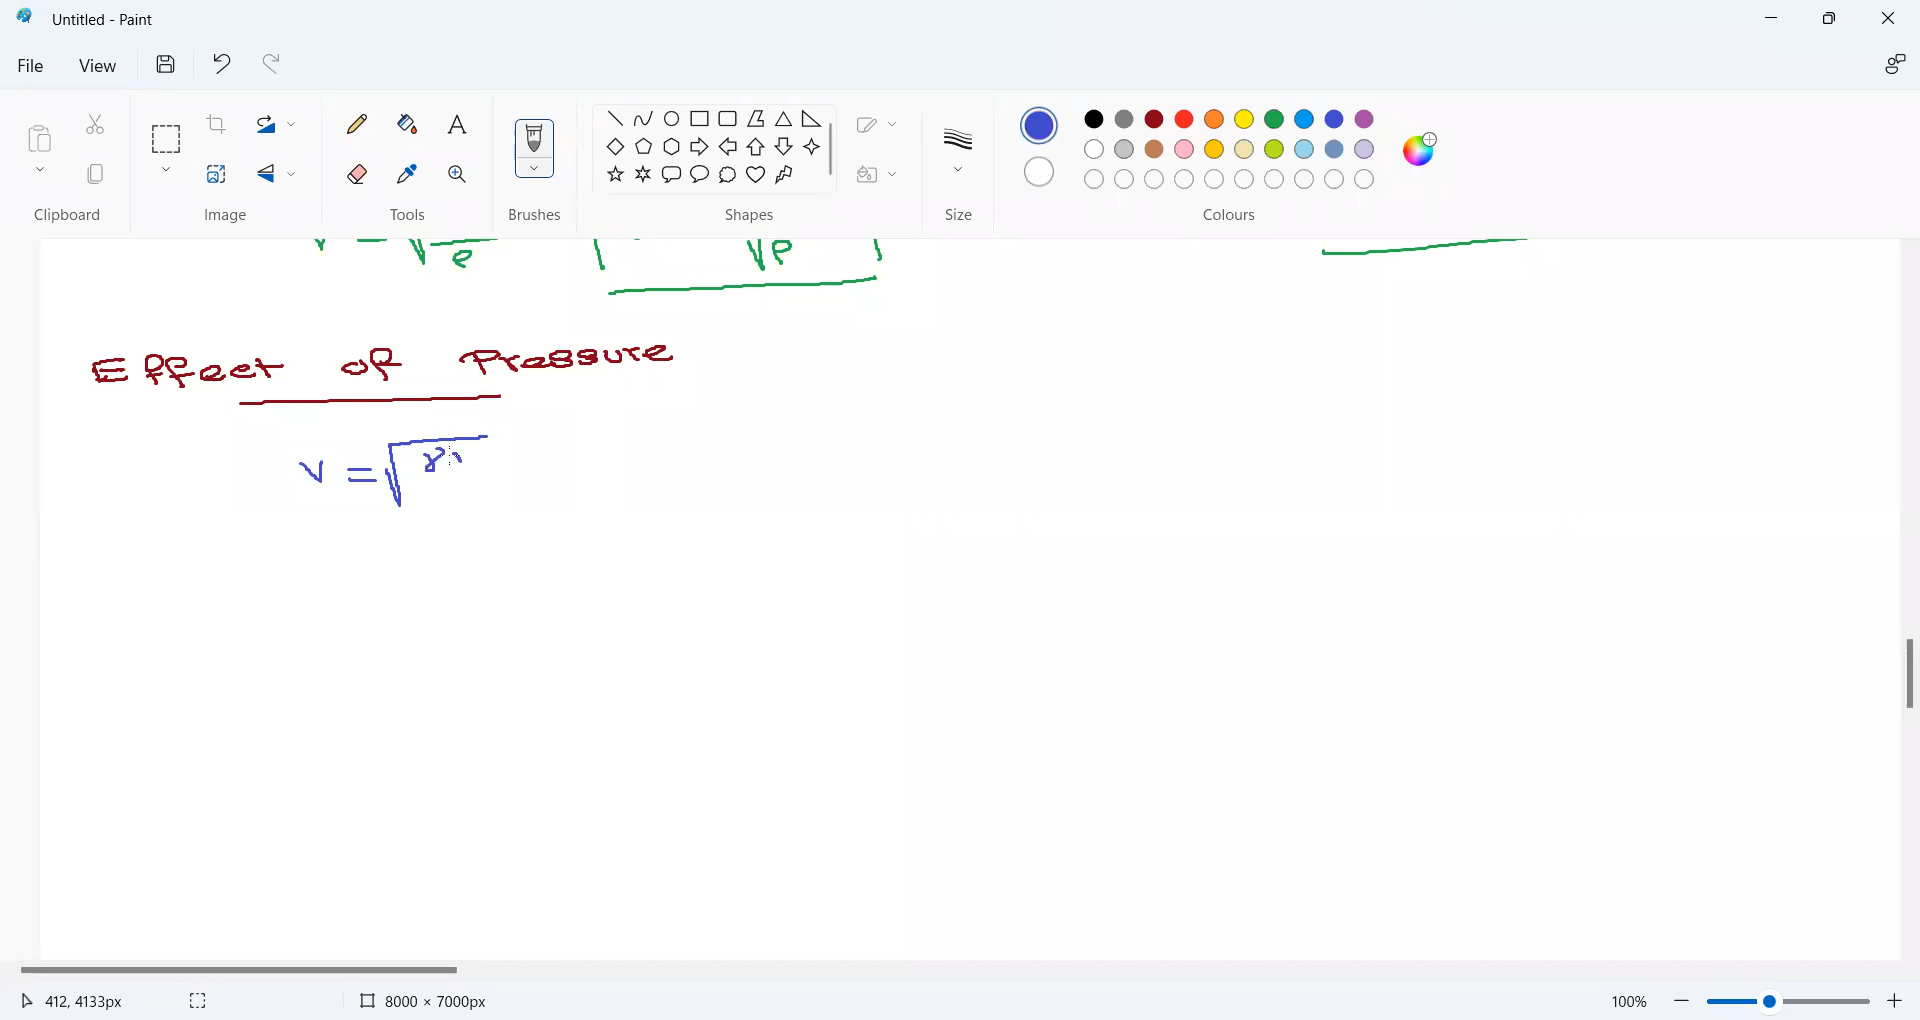 Untitled - Paint
File View
Clipboard Image Tools Brushes Shapes Size Colours
Effect of Pressure
v = √γ
412, 4133px 8000 × 7000px 100%